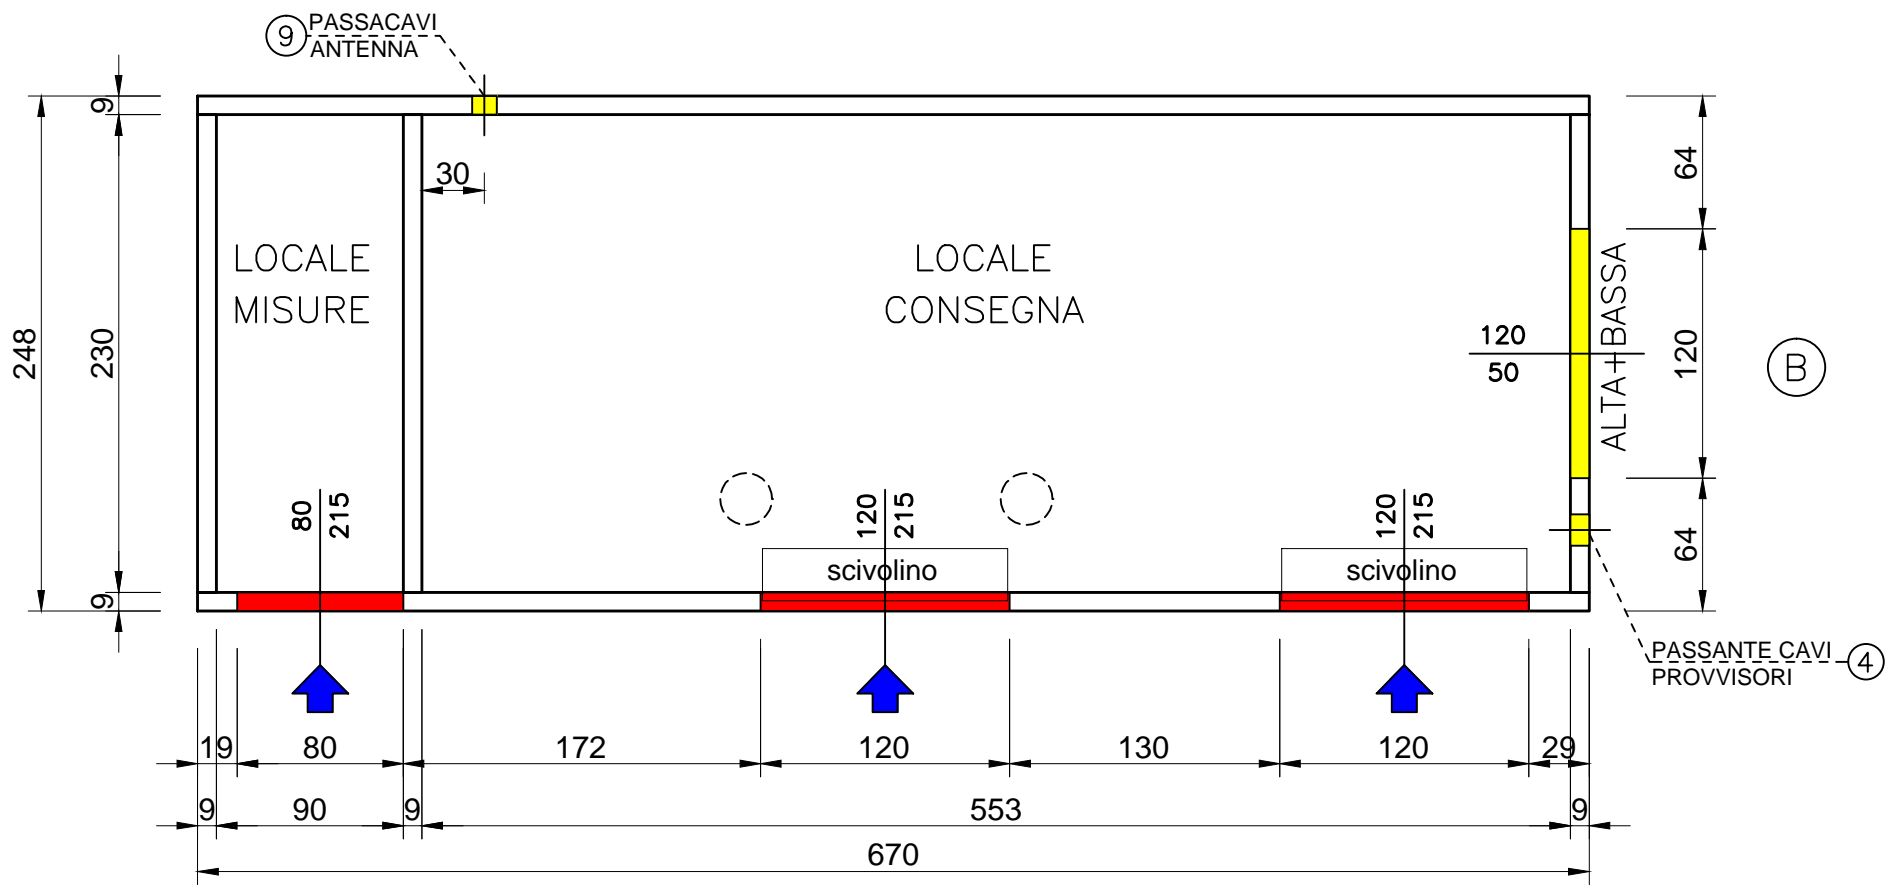 9
PASSACAVI
ANTENNA
9
248
230
9
30
LOCALE
MISURE
LOCALE
CONSEGNA
120
50
ALTA+BASSA
64
120
64
B
80
215
120
215
120
215
scivolino
scivolino
PASSANTE CAVI
PROVVISORI
4
19 80 172 120 130 120 29
9 90 9 553 9
670